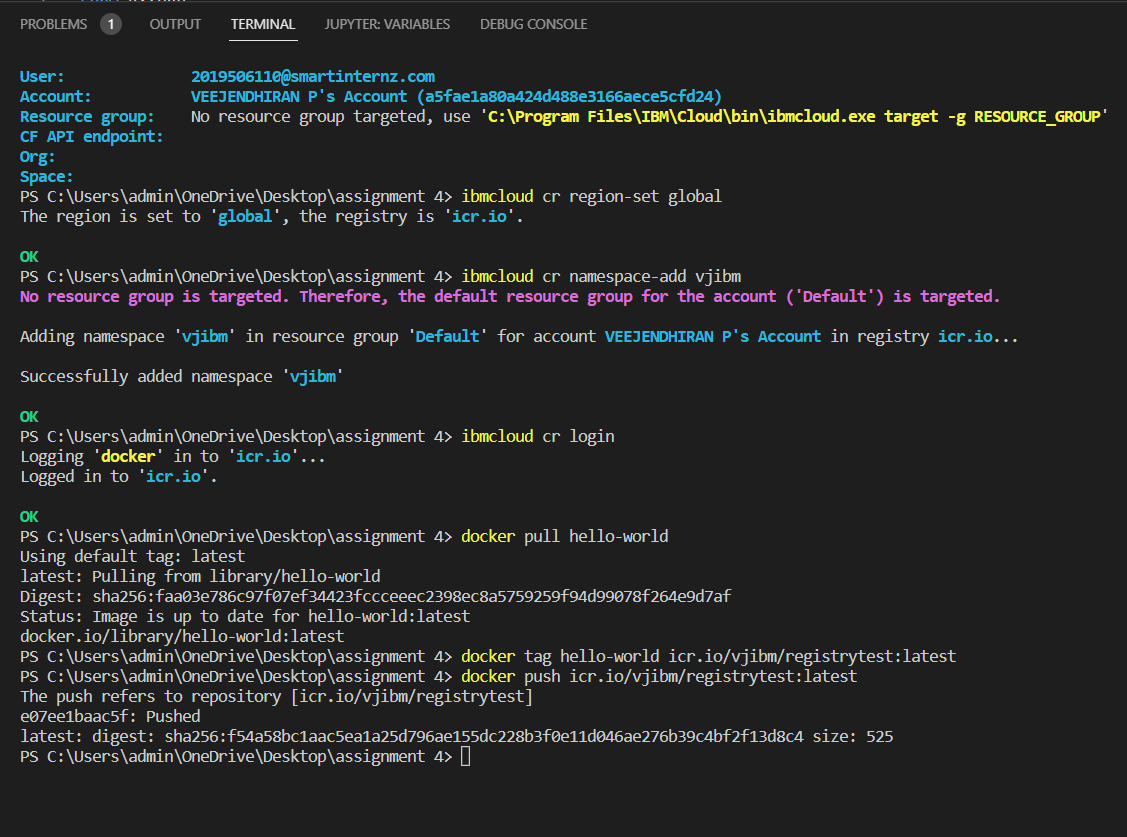 PROBLEMS 1 OUTPUT TERMINAL JUPYTER: VARIABLES DEBUG CONSOLE
User: 2019506110@smartinternz.com
Account: VEEJENDHIRAN P's Account (a5fae1a80a424d488e3166aece5cfd24)
Resource group: No resource group targeted, use 'C:\Program Files\IBM\Cloud\bin\ibmcloud.exe target -g RESOURCE_GROUP'
CF API endpoint:
Org:
Space:
PS C:\Users\admin\OneDrive\Desktop\assignment 4> ibmcloud cr region-set global
The region is set to 'global', the registry is 'icr.io'.
OK
PS C:\Users\admin\OneDrive\Desktop\assignment 4> ibmcloud cr namespace-add vjibm
No resource group is targeted. Therefore, the default resource group for the account ('Default') is targeted.
Adding namespace 'vjibm' in resource group 'Default' for account VEEJENDHIRAN P's Account in registry icr.io...
Successfully added namespace 'vjibm'
OK
PS C:\Users\admin\OneDrive\Desktop\assignment 4> ibmcloud cr login
Logging 'docker' in to 'icr.io'...
Logged in to 'icr.io'.
OK
PS C:\Users\admin\OneDrive\Desktop\assignment 4> docker pull hello-world
Using default tag: latest
latest: Pulling from library/hello-world
Digest: sha256:faa03e786c97f07ef34423fccceeec2398ec8a5759259f94d99078f264e9d7af
Status: Image is up to date for hello-world:latest
docker.io/library/hello-world:latest
PS C:\Users\admin\OneDrive\Desktop\assignment 4> docker tag hello-world icr.io/vjibm/registrytest:latest
PS C:\Users\admin\OneDrive\Desktop\assignment 4> docker push icr.io/vjibm/registrytest:latest
The push refers to repository [icr.io/vjibm/registrytest]
e07ee1baac5f: Pushed
latest: digest: sha256:f54a58bc1aac5ea1a25d796ae155dc228b3f0e11d046ae276b39c4bf2f13d8c4 size: 525
PS C:\Users\admin\OneDrive\Desktop\assignment 4>